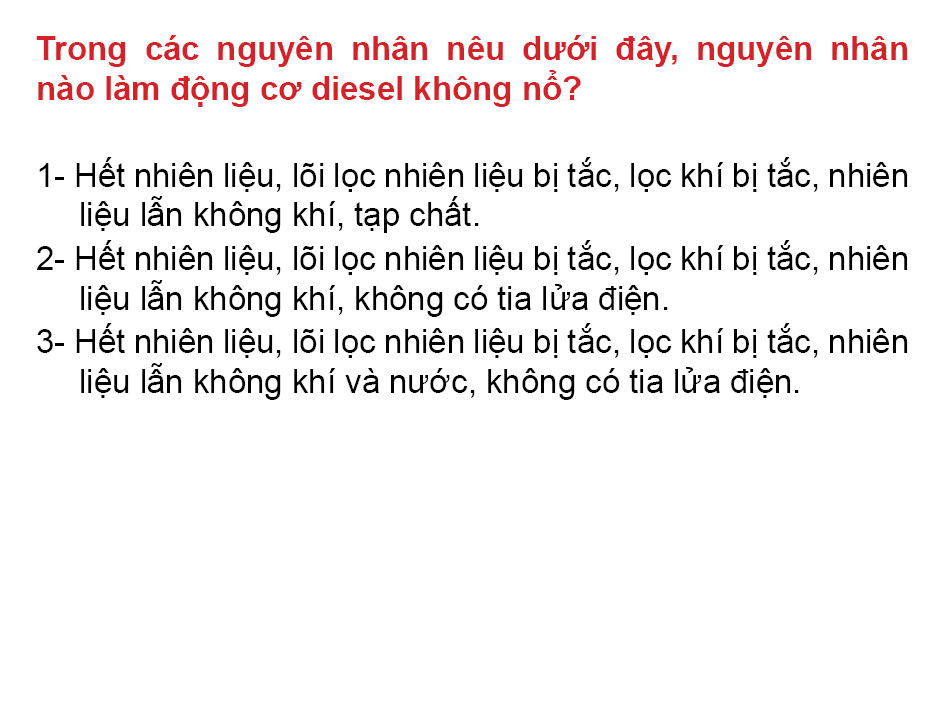 Trong các nguyên nhân nêu dưới đây, nguyên nhân
nào làm động cơ diesel không nổ?
1- Hết nhiên liệu, lõi lọc nhiên liệu bị tắc, lọc khí bị tắc, nhiên
liệu lẫn không khí, tạp chất.
2- Hết nhiên liệu, lõi lọc nhiên liệu bị tắc, lọc khí bị tắc, nhiên
liệu lẫn không khí, không có tia lửa điện.
3- Hết nhiên liệu, lõi lọc nhiên liệu bị tắc, lọc khí bị tắc, nhiên
liệu lẫn không khí và nước, không có tia lửa điện.